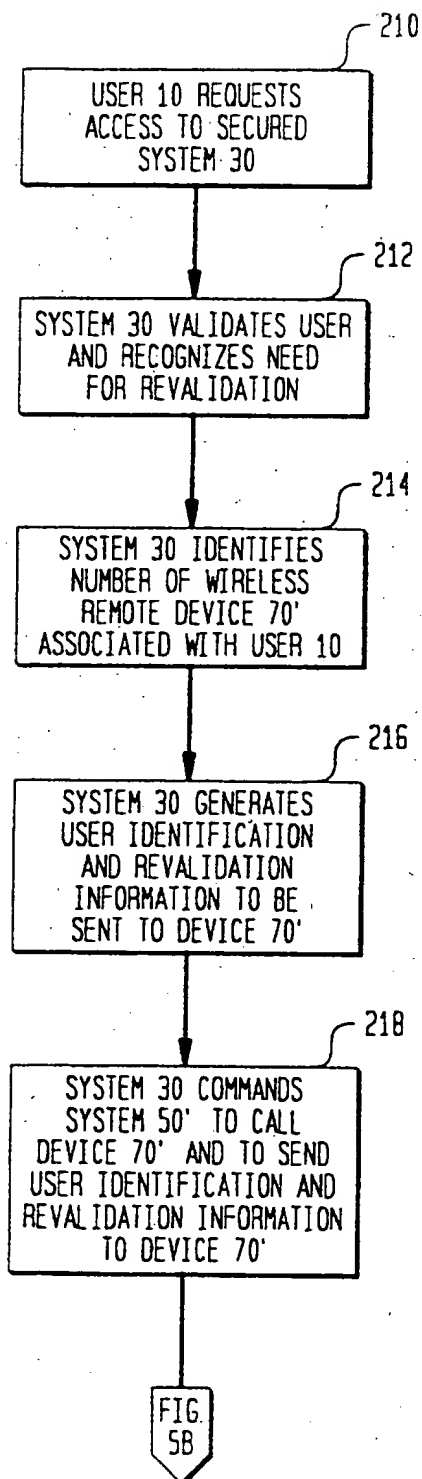 210
USER 10 REQUESTS
ACCESS TO SECURED
SYSTEM 30
212
SYSTEM 30 VALIDATES USER
AND RECOGNIZES NEED
FOR REVALIDATION
214
SYSTEM 30 IDENTIFIES
NUMBER OF WIRELESS
REMOTE DEVICE 70'
ASSOCIATED WITH USER 10
216
SYSTEM 30 GENERATES
USER IDENTIFICATION
AND REVALIDATION
INFORMATION TO BE
SENT TO DEVICE 70'
218
SYSTEM 30 COMMANDS
SYSTEM 50' TO CALL
DEVICE 70' AND TO SEND
USER IDENTIFICATION AND
REVALIDATION INFORMATION
TO DEVICE 70'
FIG.
5B